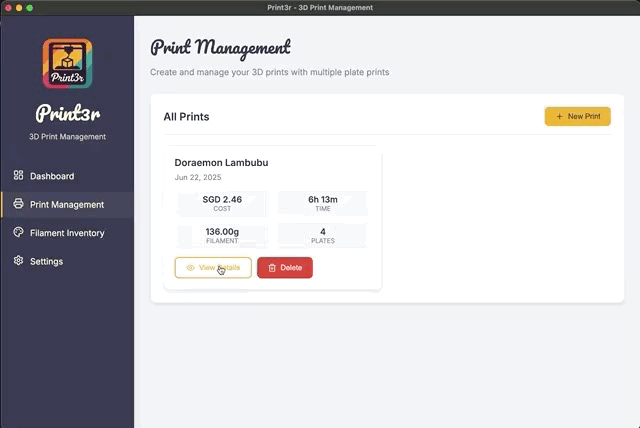 Print3r - 3D Print Management
Print3r
Print3r
3D Print Management
Dashboard
Print Management
Filament Inventory
Settings
Print Management
Create and manage your 3D prints with multiple plate prints
All Prints
New Print
Doraemon Lambubu
Jun 22, 2025
SGD 2.46
COST
6h 13m
TIME
136.00g
FILAMENT
4
PLATES
View Details
Delete